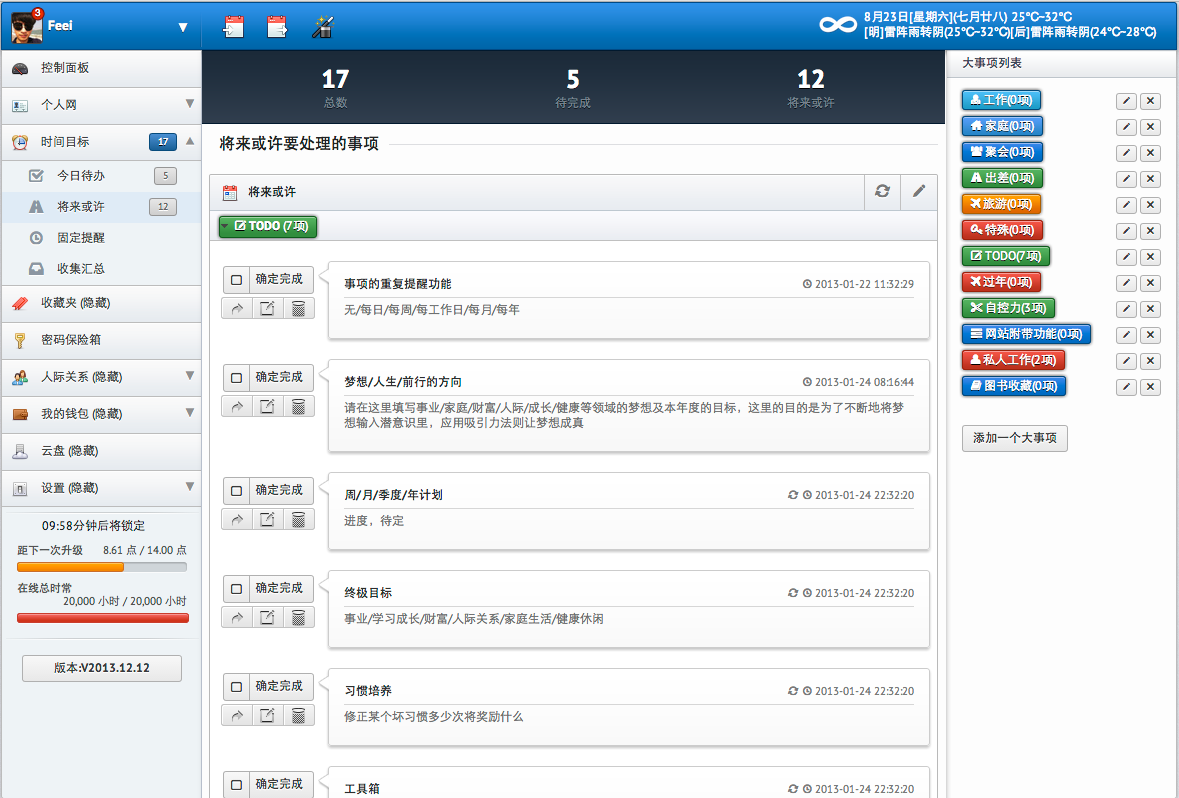 3
Feei
8月23日[星期六](七月廿八) 25℃~32℃
[明]雷阵雨转阴(25℃~32℃)[后]雷阵雨转阴(24℃~28℃)
控制面板
个人网
时间目标 17
今日待办 5
将来或许 12
固定提醒
收集汇总
收藏夹 (隐藏)
密码保险箱
人际关系 (隐藏)
我的钱包 (隐藏)
云盘 (隐藏)
设置 (隐藏)
09:58分钟后将锁定
距下一次升级 8.61 点 / 14.00 点
在线总时常
20,000 小时 / 20,000 小时
版本:V2013.12.12
17 5 12
总数 待完成 将来或许
将来或许要处理的事项
将来或许
TODO (7项)
确定完成
事项的重复提醒功能 2013-01-22 11:32:29
无/每日/每周/每工作日/每月/每年
确定完成
梦想/人生/前行的方向 2013-01-24 08:16:44
请在这里填写事业/家庭/财富/人际/成长/健康等领域的梦想及本年度的目标，这里的目的是为了不断地将梦
想输入潜意识里，应用吸引力法则让梦想成真
确定完成
周/月/季度/年计划 2013-01-24 22:32:20
进度，待定
确定完成
终极目标 2013-01-24 22:32:20
事业/学习成长/财富/人际关系/家庭生活/健康休闲
确定完成
习惯培养 2013-01-24 22:32:20
修正某个坏习惯多少次将奖励什么
确定完成
工具箱 2013-01-24 22:32:20
大事项列表
工作(0项)
家庭(0项)
聚会(0项)
出差(0项)
旅游(0项)
特殊(0项)
TODO(7项)
过年(0项)
自控力(3项)
网站附带功能(0项)
私人工作(2项)
图书收藏(0项)
添加一个大事项